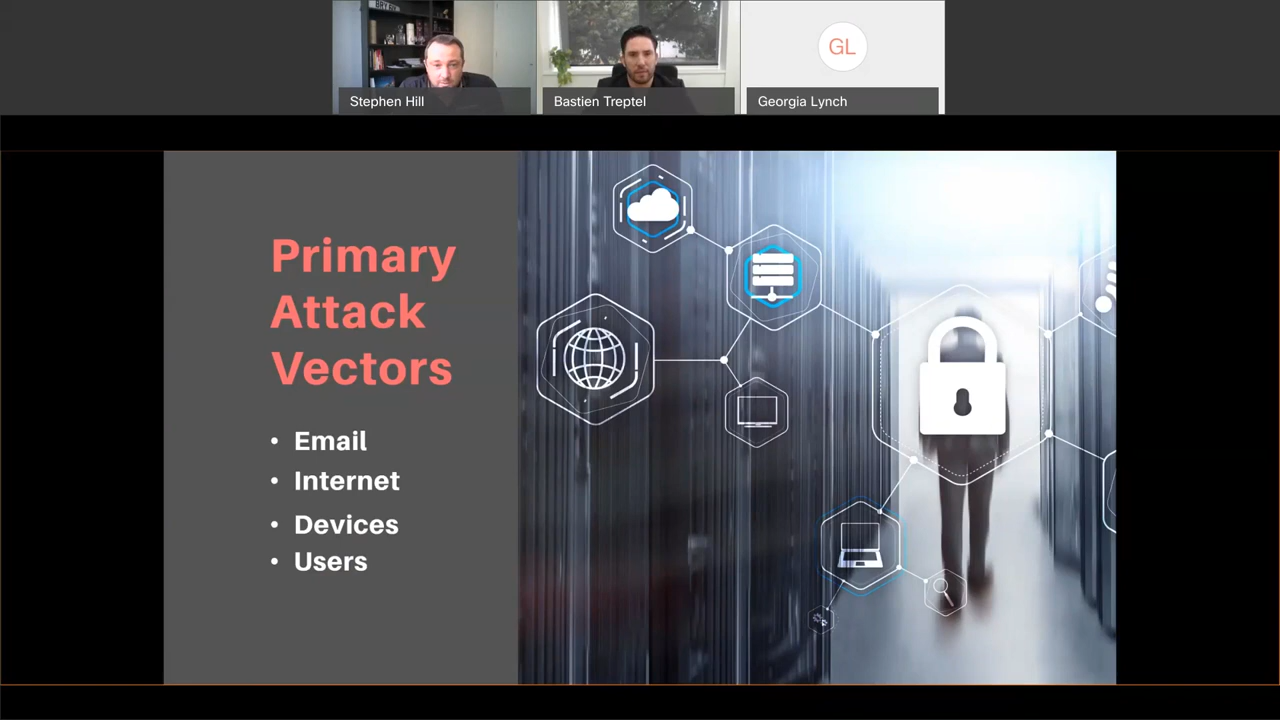 Stephen Hill
Bastien Treptel
GL
Georgia Lynch
Primary
Attack
Vectors
• Email
• Internet
• Devices
• Users